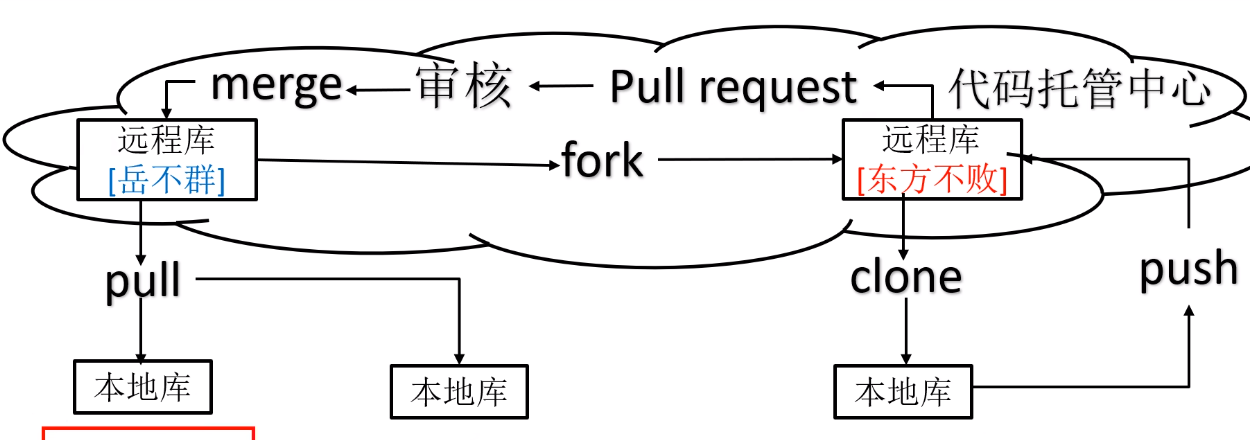 merge 审核 Pull request 代码托管中心
远程库
[岳不群]
fork
远程库
[东方不败]
pull
clone
push
本地库
本地库
本地库